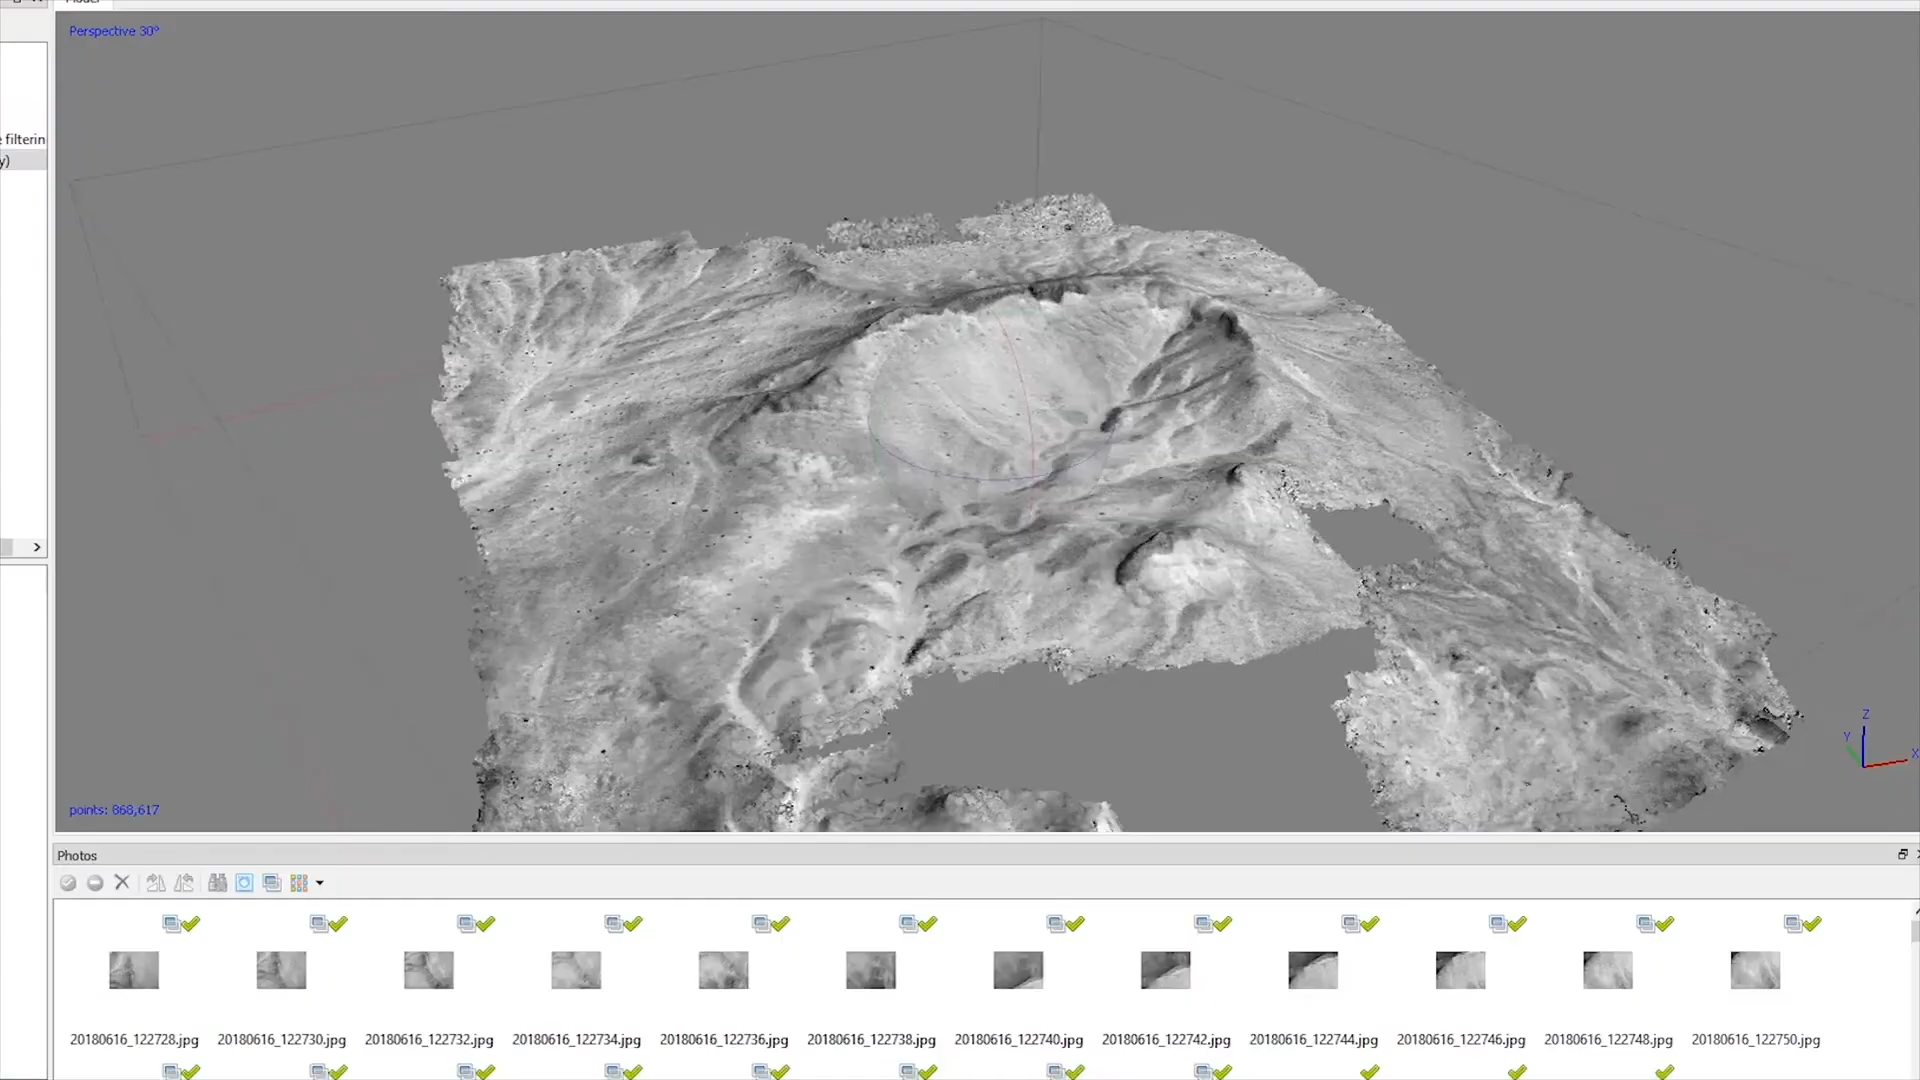 Model
Perspective 30°
filterin
y)
Z
Y
X
points: 868,617
Photos
20180616_122728.jpg
20180616_122730.jpg
20180616_122732.jpg
20180616_122734.jpg
20180616_122736.jpg
20180616_122738.jpg
20180616_122740.jpg
20180616_122742.jpg
20180616_122744.jpg
20180616_122746.jpg
20180616_122748.jpg
20180616_122750.jpg